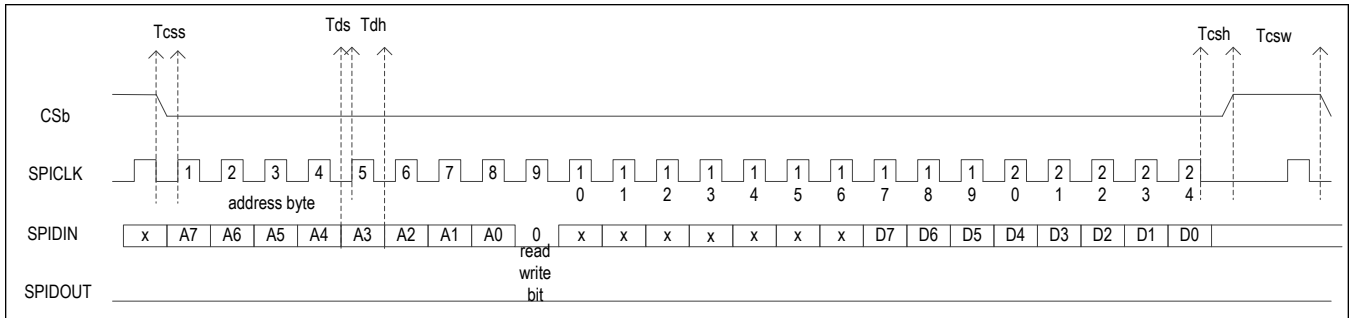 Tcss Tds Tdh Tcsh Tcsw
CSb
SPICLK 1 2 3 4 5 6 7 8 9 1 1 1 1 1 1 1 1 1 1 2 2 2 2 2
0 1 2 3 4 5 6 7 8 9 0 1 2 3 4
address byte
SPIDIN x A7 A6 A5 A4 A3 A2 A1 A0 0 x x x x x x x D7 D6 D5 D4 D3 D2 D1 D0
read
write
bit
SPIDOUT